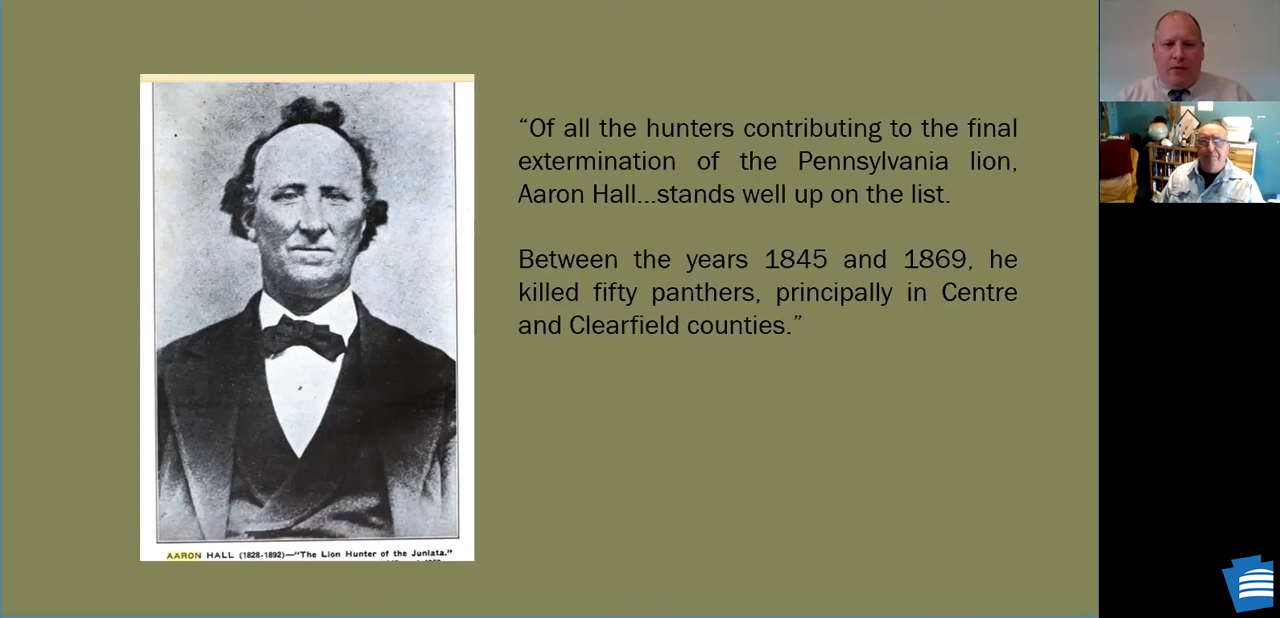 “Of all the hunters contributing to the final
extermination of the Pennsylvania lion,
Aaron Hall...stands well up on the list.
Between the years 1845 and 1869, he
killed fifty panthers, principally in Centre
and Clearfield counties.”
AARON HALL (1828-1892)—“The Lion Hunter of the Juniata.”